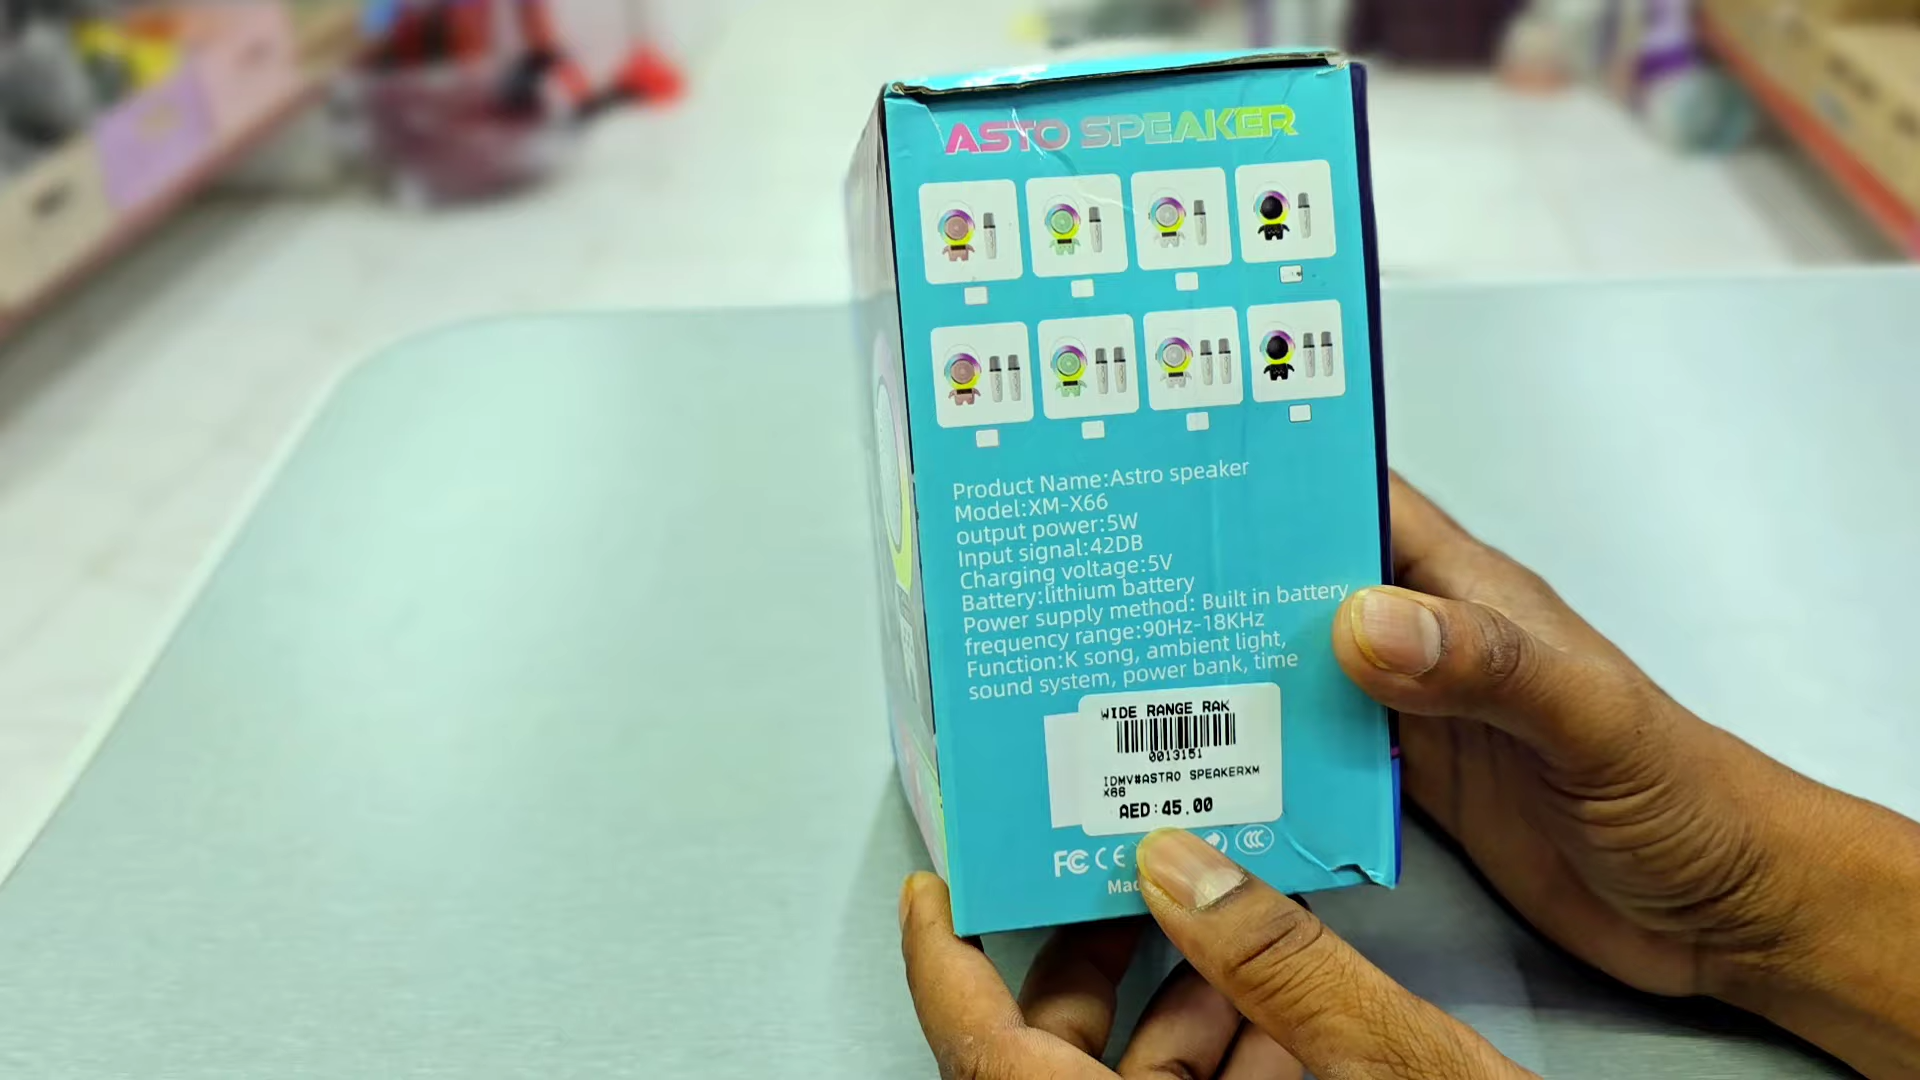 ASTO SPEAKER
Product Name:Astro speaker
Model:XM-X66
output power:5W
Input signal:42DB
Charging voltage:5V
Battery:lithium battery
Power supply method: Built in battery
frequency range:90Hz-18KHz
Function:K song, ambient light,
sound system, power bank, time
WIDE RANGE RAK
0013151
IDMV#ASTRO SPEAKERXM
X66
AED:45.00
FC CE CCC